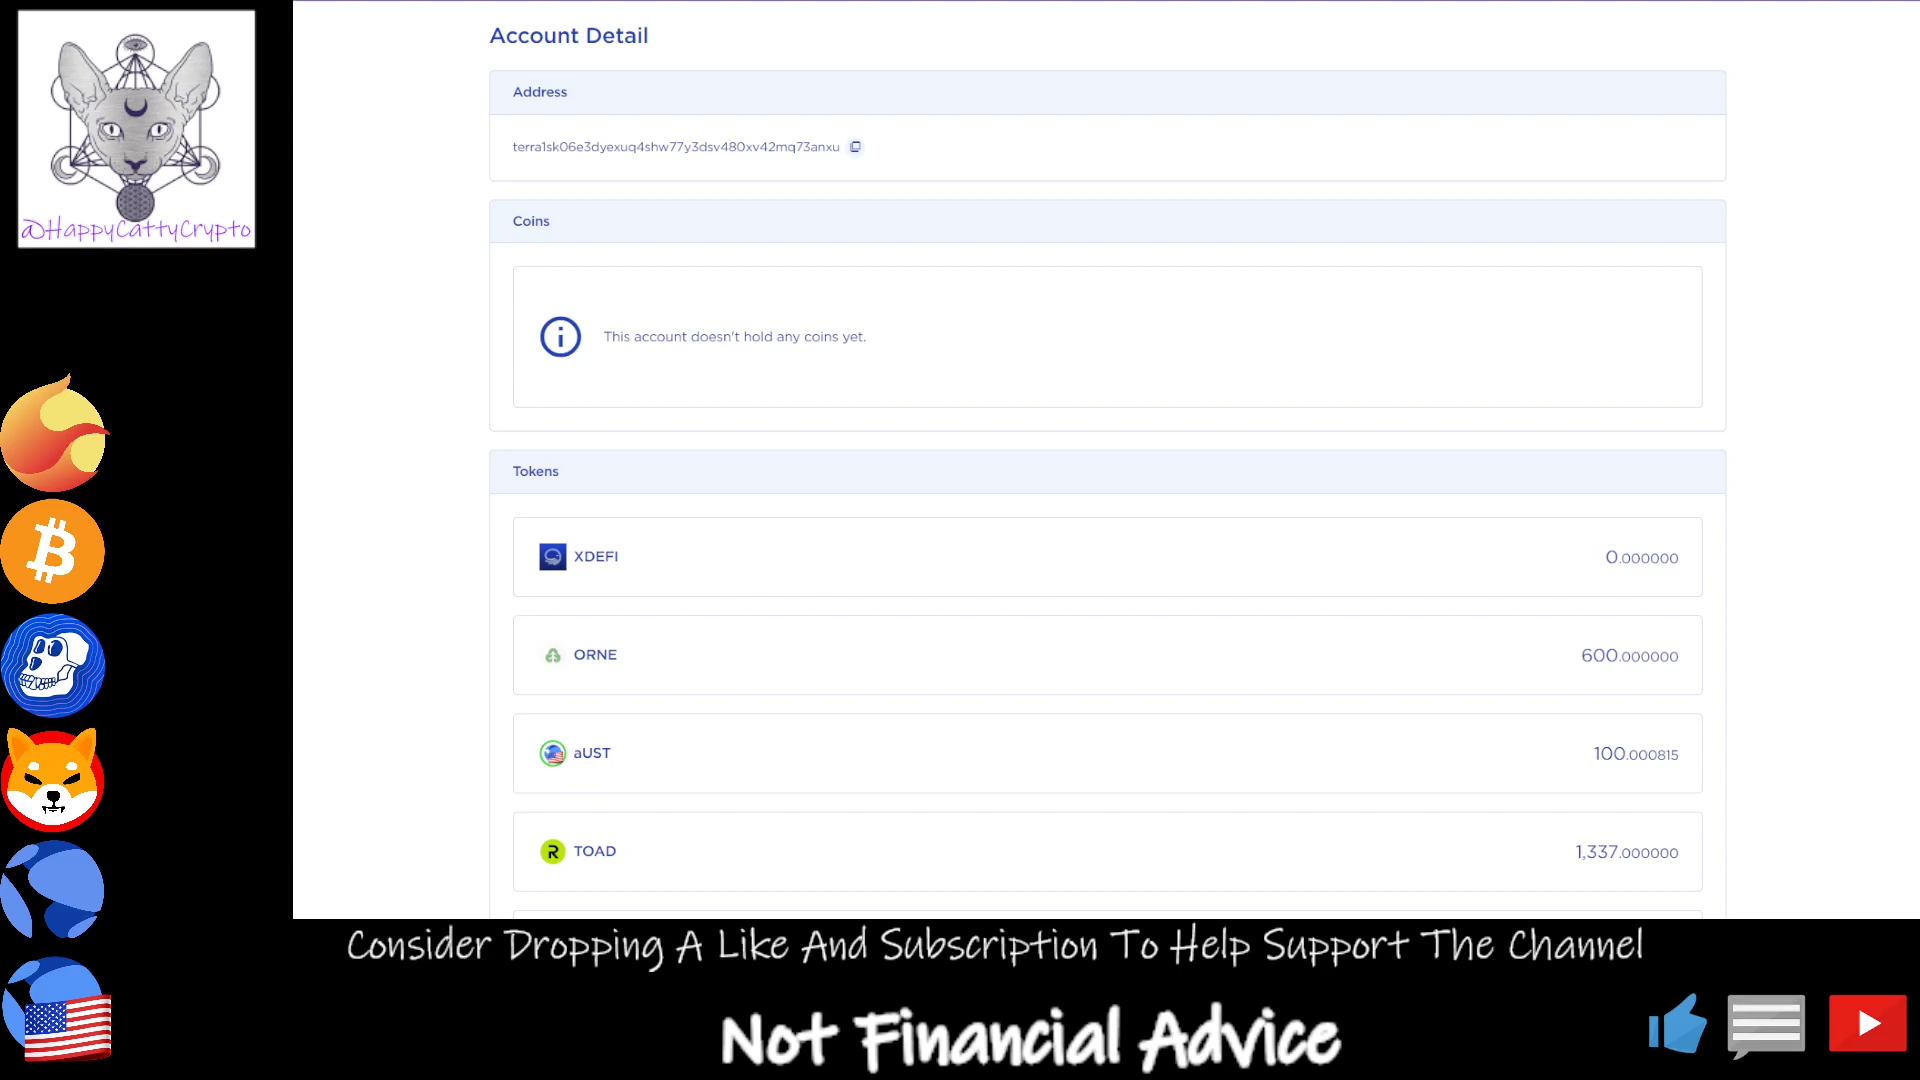 @HappyCattyCrypto
Account Detail
Address
terra1sk06e3dyexuq4shw77y3dsv480xv42mq73anxu
Coins
This account doesn't hold any coins yet.
Tokens
XDEFI 0.000000
ORNE 600.000000
aUST 100.000815
TOAD 1,337.000000
Consider Dropping A Like And Subscription To Help Support The Channel
Not Financial Advice